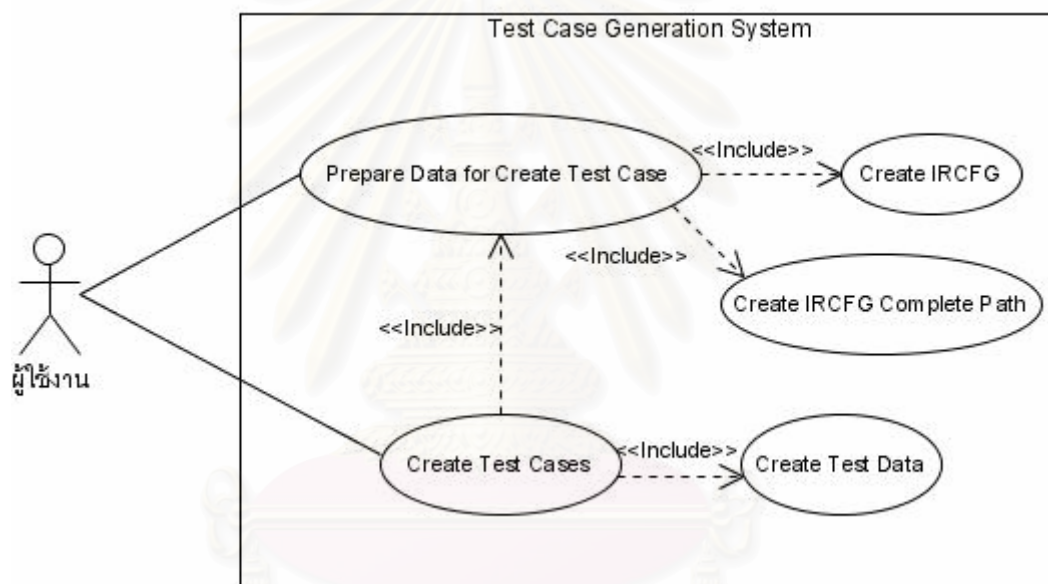 Test Case Generation System
<<Include>>
Prepare Data for Create Test Case
Create IRCFG
<<Include>>
Create IRCFG Complete Path
<<Include>>
ผู้ใช้งาน
<<Include>>
Create Test Cases
Create Test Data